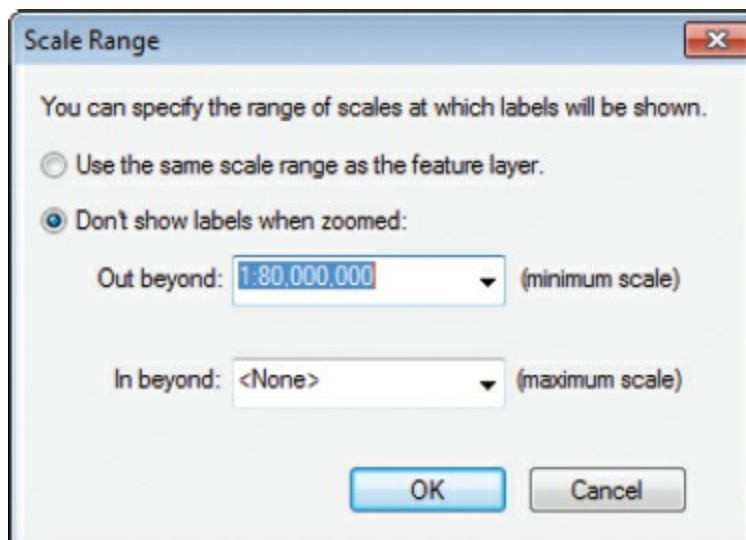 Scale Range
You can specify the range of scales at which labels will be shown.
Use the same scale range as the feature layer.
Don't show labels when zoomed:
Out beyond: 1:80,000,000 (minimum scale)
In beyond: <None> (maximum scale)
OK Cancel